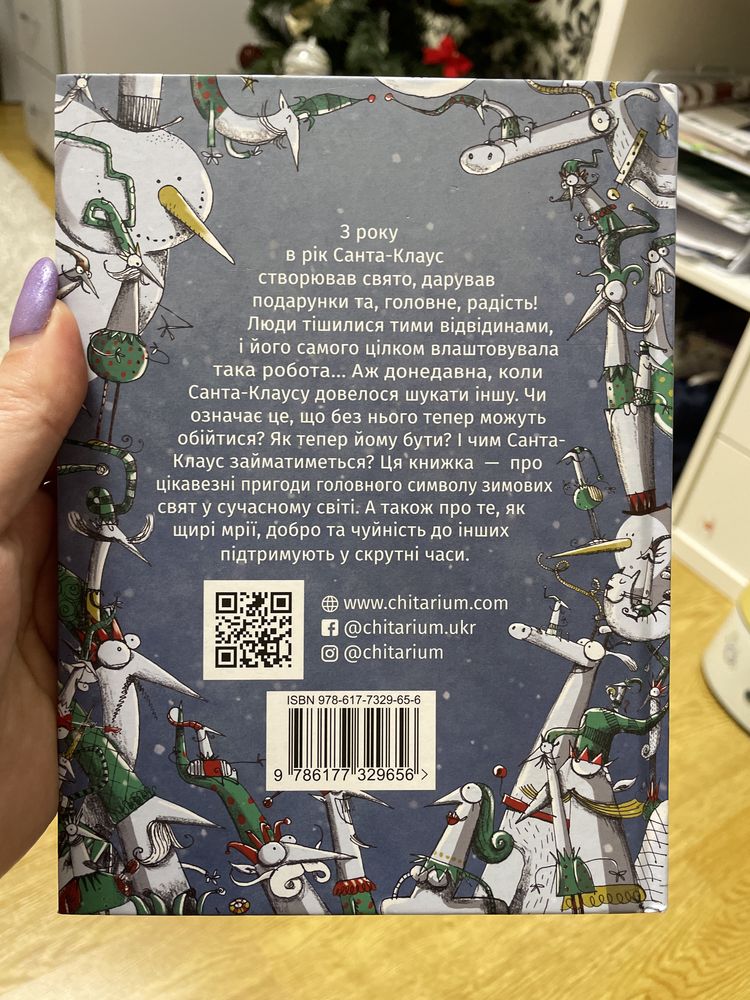 З року
в рік Санта-Клаус
створював свято, дарував
подарунки та, головне, радість!
Люди тішилися тими відвідинами,
і його самого цілком влаштовувала
така робота... Аж донедавна, коли
Санта-Клаусу довелося шукати іншу. Чи
означає це, що без нього тепер можуть
обійтися? Як тепер йому бути? І чим Санта-
Клаус займатиметься? Ця книжка — про
цікавезні пригоди головного символу зимових
свят у сучасному світі. А також про те, як
щирі мрії, добро та чуйність до інших
підтримують у скрутні часи.
www.chitarium.com
@chitarium.ukr
@chitarium
ISBN 978-617-7329-65-6
9 786177 329656 >